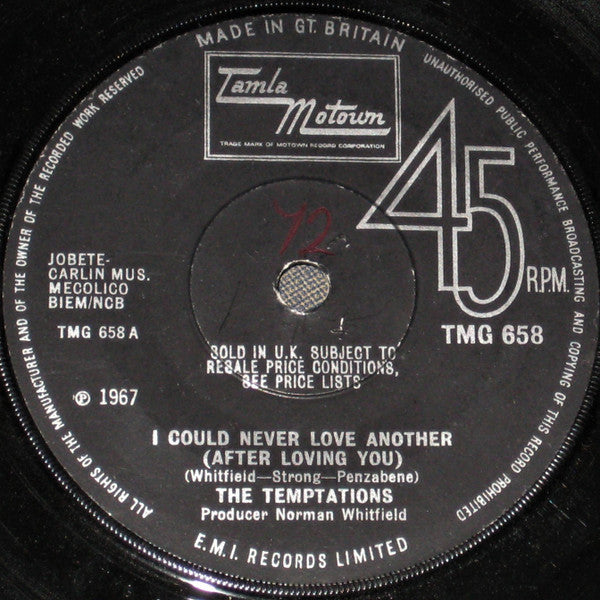 MADE IN GT. BRITAIN
Tamla
Motown
TRADE MARK OF MOTOWN RECORD CORPORATION
UNAUTHORISED PUBLIC PERFORMANCE BROADCASTING AND COPYING OF THIS RECORD PROHIBITED
ALL RIGHTS OF THE MANUFACTURER AND OF THE OWNER OF THE RECORDED WORK RESERVED
45
R.P.M.
72
JOBETE-
CARLIN MUS.
MECOLICO
BIEM/NCB
TMG 658 A
TMG 658
SOLD IN U.K. SUBJECT TO
RESALE PRICE CONDITIONS,
SEE PRICE LISTS
℗ 1967
I COULD NEVER LOVE ANOTHER
(AFTER LOVING YOU)
(Whitfield—Strong—Penzabene)
THE TEMPTATIONS
Producer Norman Whitfield
E.M.I. RECORDS LIMITED